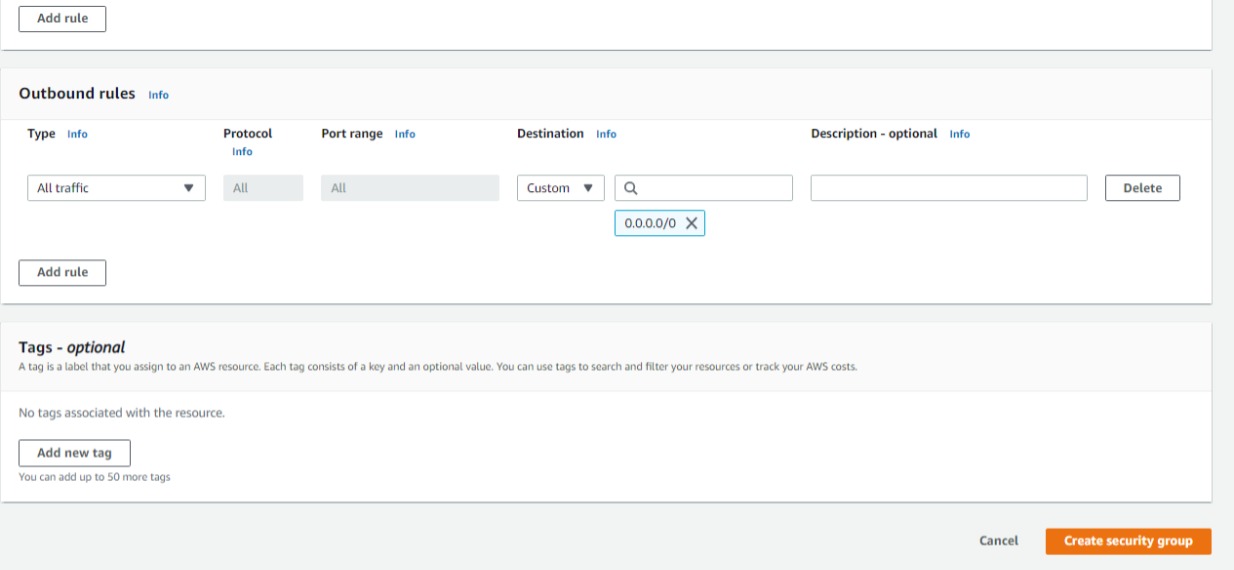 Add rule
Outbound rules Info
Type Info Protocol Info Port range Info Destination Info Description - optional Info
All traffic All All Custom Delete
0.0.0.0/0
Add rule
Tags - optional
A tag is a label that you assign to an AWS resource. Each tag consists of a key and an optional value. You can use tags to search and filter your resources or track your AWS costs.
No tags associated with the resource.
Add new tag
You can add up to 50 more tags
Cancel Create security group